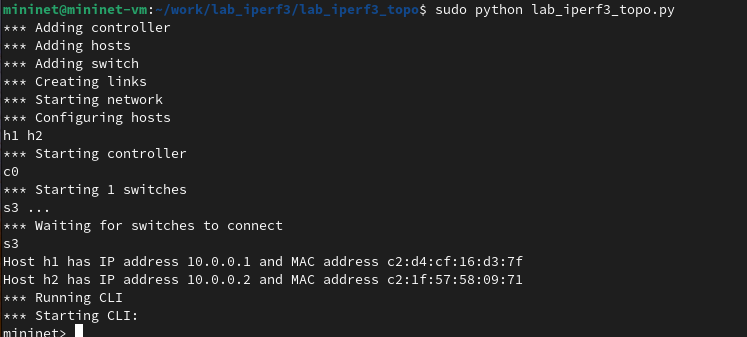 mininet@mininet-vm:~/work/lab_iperf3/lab_iperf3_topo$ sudo python lab_iperf3_topo.py
*** Adding controller
*** Adding hosts
*** Adding switch
*** Creating links
*** Starting network
*** Configuring hosts
h1 h2
*** Starting controller
c0
*** Starting 1 switches
s3 ...
*** Waiting for switches to connect
s3
Host h1 has IP address 10.0.0.1 and MAC address c2:d4:cf:16:d3:7f
Host h2 has IP address 10.0.0.2 and MAC address c2:1f:57:58:09:71
*** Running CLI
*** Starting CLI:
mininet>